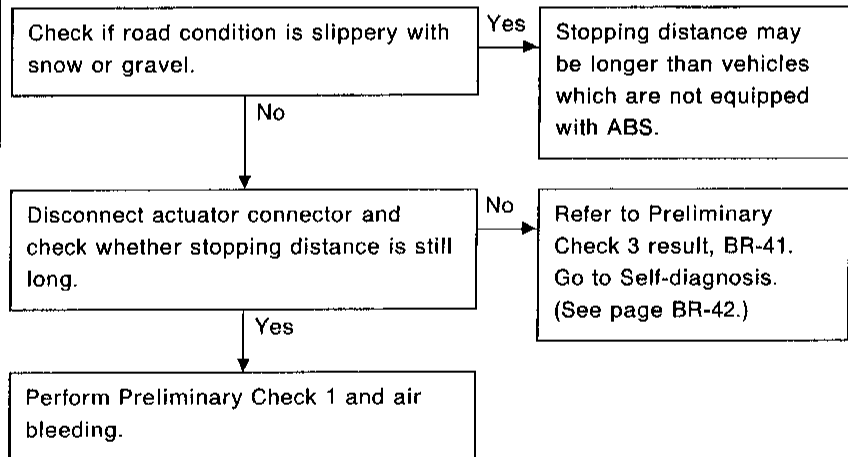 Check if road condition is slippery with
snow or gravel.
Yes
Stopping distance may
be longer than vehicles
which are not equipped
with ABS.
No
Disconnect actuator connector and
check whether stopping distance is still
long.
No
Refer to Preliminary
Check 3 result, BR-41.
Go to Self-diagnosis.
(See page BR-42.)
Yes
Perform Preliminary Check 1 and air
bleeding.